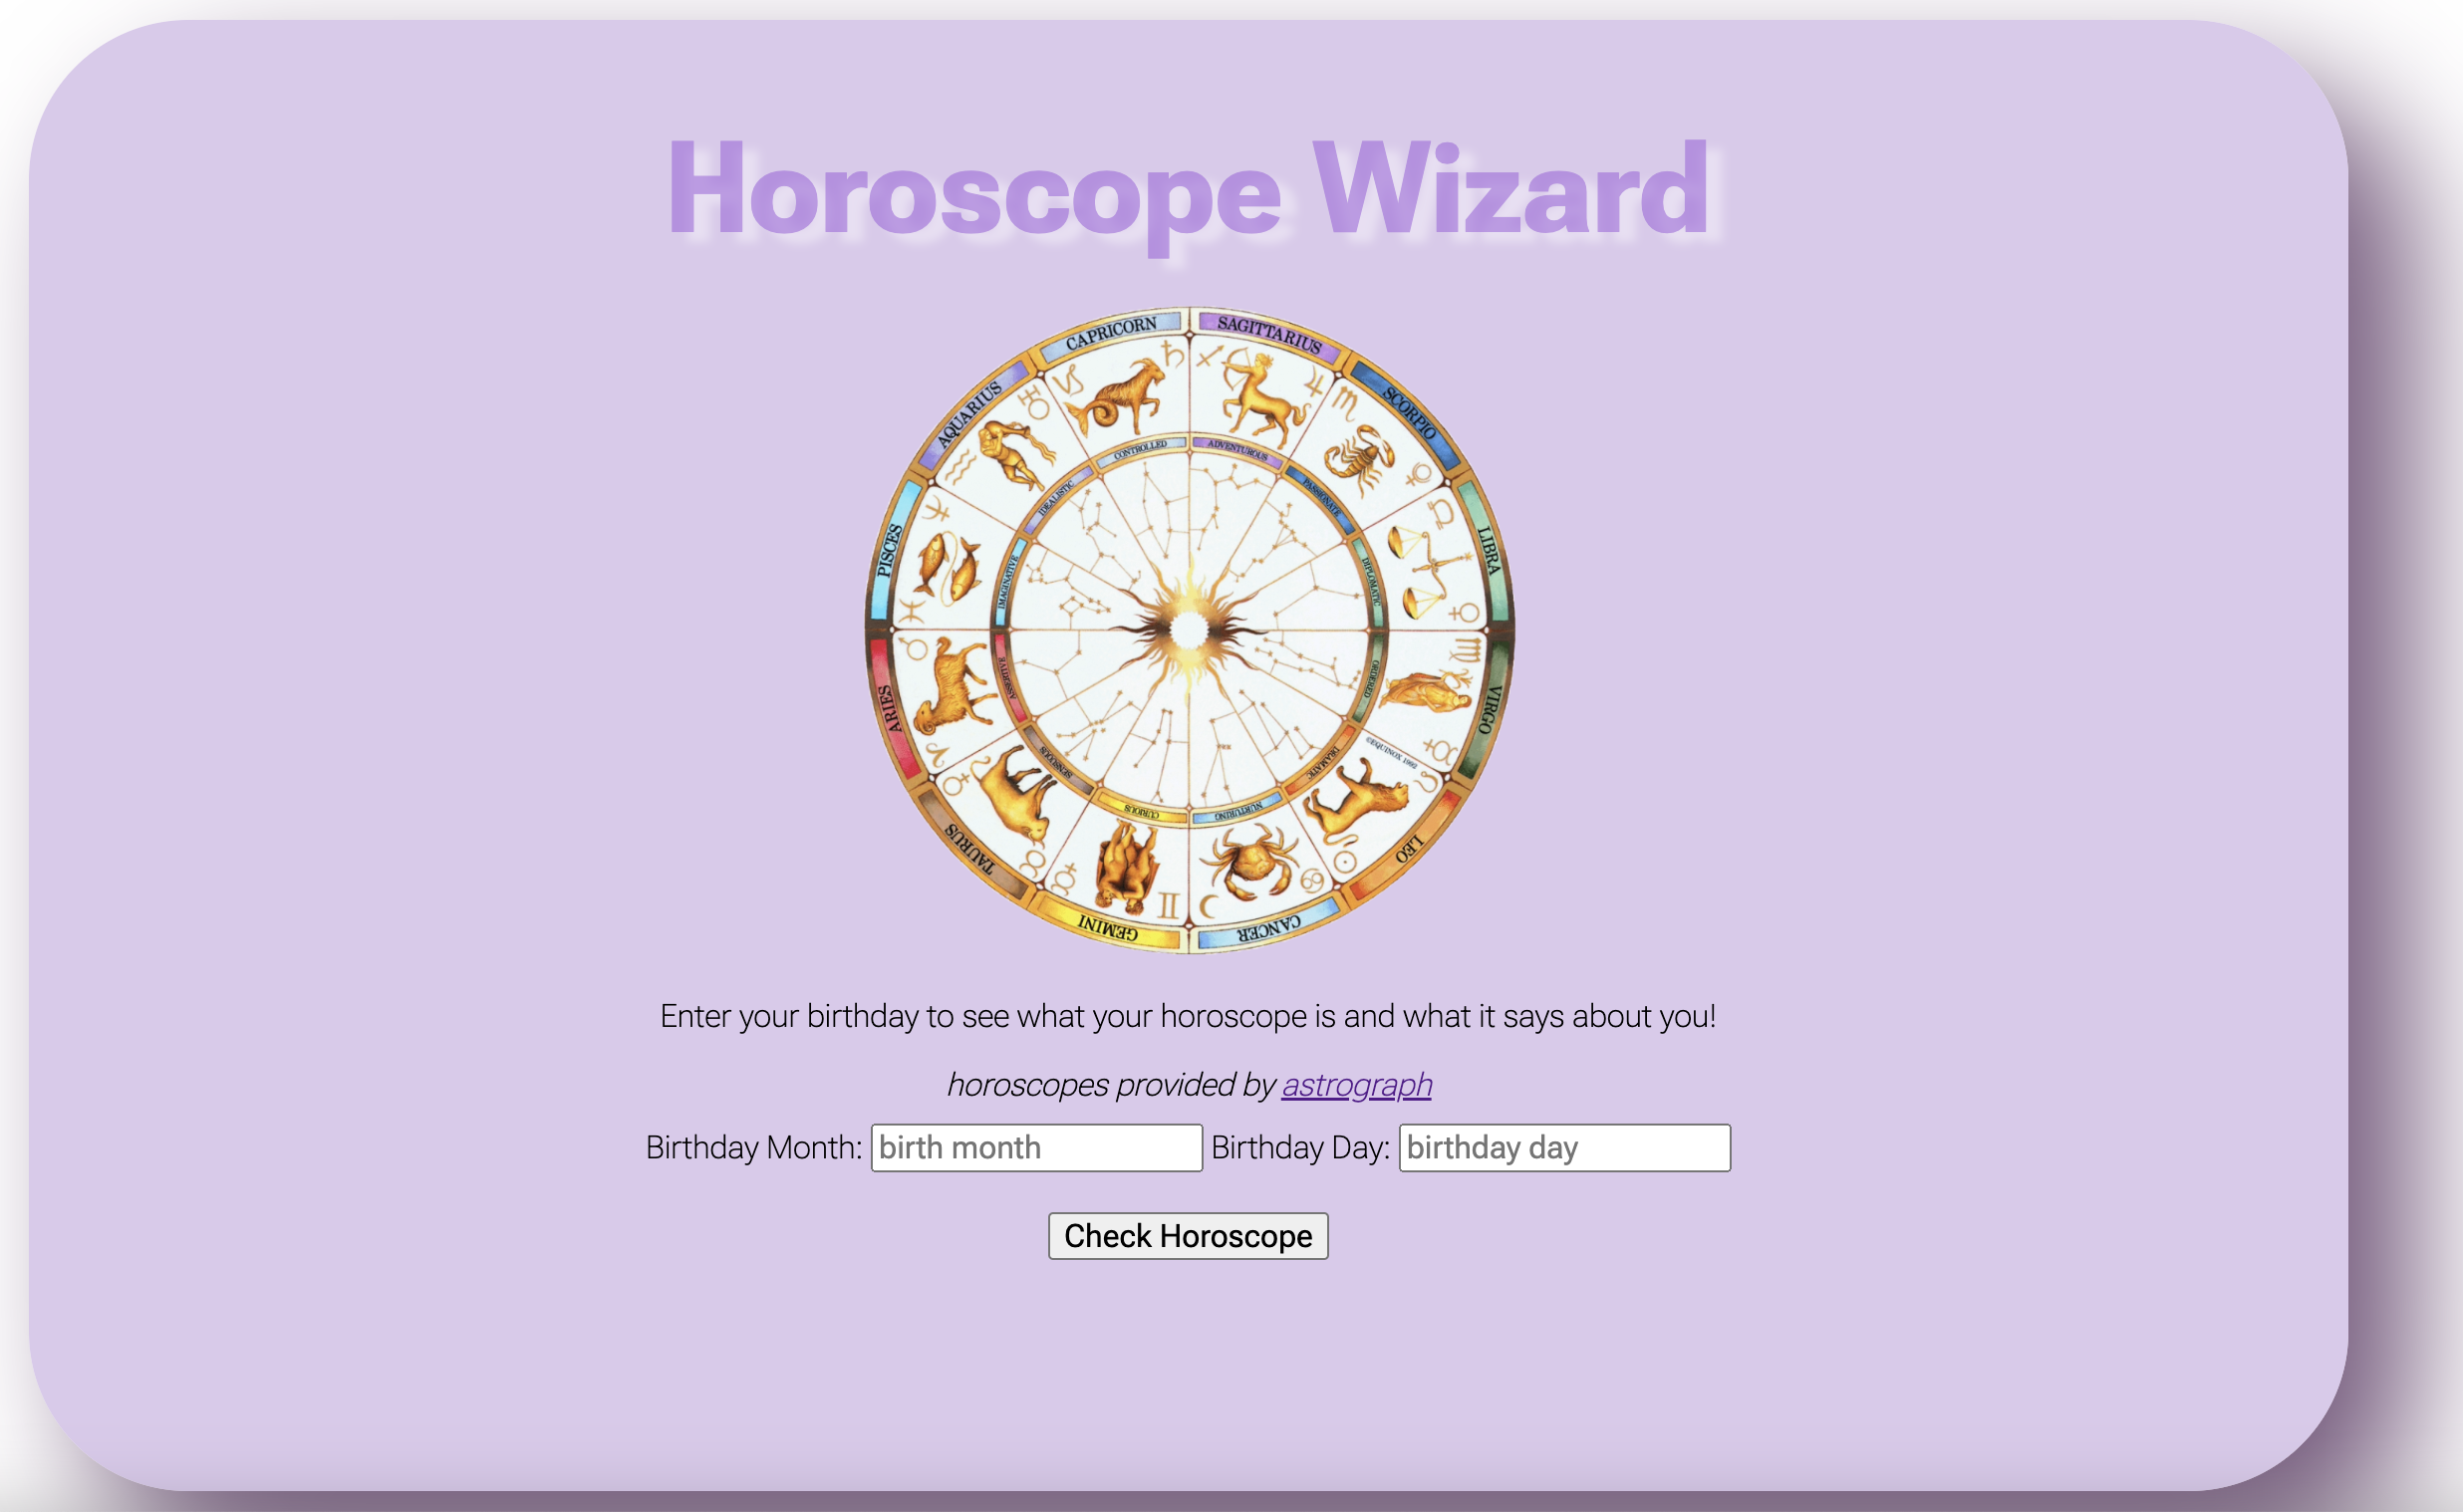 Horoscope Wizard
CAPRICORN
SAGITTARIUS
SCORPIO
LIBRA
VIRGO
LEO
CANCER
GEMINI
TAURUS
ARIES
PISCES
AQUARIUS
CONTROLLED
ADVENTUROUS
PASSIONATE
DIPLOMATIC
ORDERED
DRAMATIC
NURTURING
CURIOUS
SENSUOUS
ASSERTIVE
IMAGINATIVE
IDEALISTIC
©EQUINOX 1992
Enter your birthday to see what your horoscope is and what it says about you!
horoscopes provided by astrograph
Birthday Month: birth month Birthday Day: birthday day
Check Horoscope